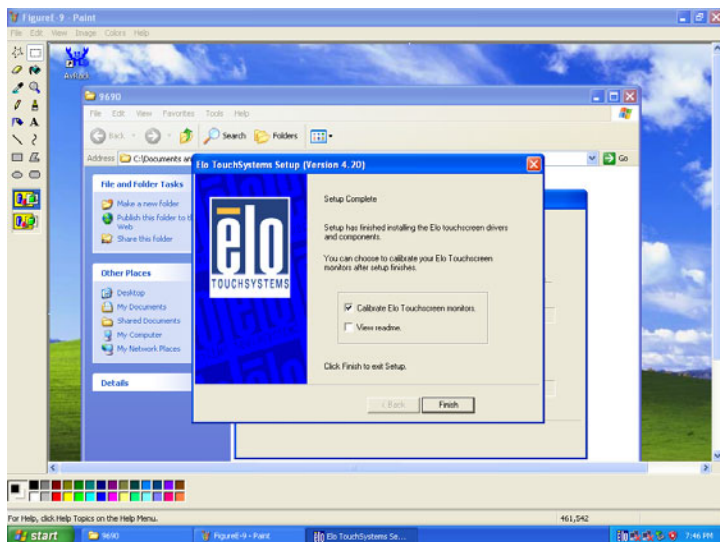 FigureE-9 - Paint
File Edit View Image Colors Help
9690
File Edit View Favorites Tools Help
Back Search Folders
Address C:\Documents an
Go
Elo TouchSystems Setup (Version 4.20)
File and Folder Tasks
Make a new folder
Publish this folder to t
Web
Share this folder
Other Places
Desktop
My Documents
Shared Documents
My Computer
My Network Places
Details
elo
TOUCHSYSTEMS
Setup Complete
Setup has finished installing the Elo touchscreen drivers
and components.
You can choose to calibrate your Elo Touchscreen
monitors after setup finishes.
Calibrate Elo Touchscreen monitors.
View readme.
Click Finish to exit Setup.
< Back Finish
For Help, click Help Topics on the Help Menu.
461,542
start 9690 FigureE-9 - Paint Elo TouchSystems Se... 7:46 PM